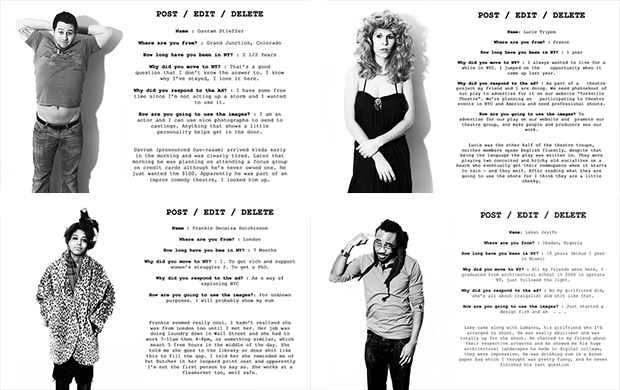 POST / EDIT / DELETE
Name : Davram Stiefler
Where are you from? : Grand Junction, Colorado
How long have you been in NY? : 2 1/2 Years
Why did you move to NY? : That's a good
question that I don't know the answer to, I know
why I've stayed, I love it here.
Why did you respond to the Ad? : I have some free
time since I'm not acting up a storm and I wanted
to use it.
How are you going to use the images? : I am an
actor and I can use nice photographs to send to
castings. Anything that shows a little
personality helps get in the door.
Davram (pronounced Dav-raaam) arrived kinda early
in the morning and was clearly tired. Later that
morning he was planning on attending a focus group
on credit cards although he's never owned one. He
just wanted the $100. Apparently he was part of an
improv comedy theatre, I looked him up.
POST / EDIT / DELETE
Name: Lucie Tripon
Where are you from? : France
How long have you been in NY? : 1 year
Why did you move to NY? : I always wanted to live for a
while in NYC. I jumped on the opportunity when it
came up last year.
Why did you respond to the ad? : As part of a theatre
project my friend and I are doing. We need photoshoot of
our play to advertise for it on our website "Yorkville
Theatre". We're planning on participating to theatre
events in NYC and America and need professional shoots.
How are you going to use the images? To
advertise for our play on our website and promote our
theatre group, and make people and producers see our
work.
Lucie was the other half of the theatre troupe,
neither members spoke English fluently, despite that
being the language the play was written in. They were
playing two conceited and bitchy old socialites on a
beach who eventually get their comeuppance when it starts
to rain - and they melt. After reading what they are
going to use the shots for I think they are a little
cheeky.
POST / EDIT / DELETE
Name : Frankie Decaiza Hutchinson
Where are you from? : London
How long have you been in NY? : 7 Months
Why did you move to NY? : 1. To get rich and support
women's struggles 2. To get a PhD.
Why did you respond to the ad? : As a way of
exploring NYC
How are you going to use the images?: For unknown
purposes. I will probably show my mum
Frankie seemed really cool. I hadn't realised she
was from London too until I met her. Her job was
doing laundry down in Wall Street and she had to
work 7-11am then 4-8pm, or something similar, which
meant 5 free hours in the middle of the day. She
told me she goes to the library or does shit like
this to fill the gap. I told her she reminded me of
Pat Butcher in her leopard print coat and apparently
I'm not the first person to say so. She works at a
fleamarket too, well safe.
POST / EDIT / DELETE
Name: Lekan Jeyifo
Where are you from? : Ibadan, Nigeria
How long have you been in NY? : 10 years (minus 1 year
in Miami)
Why did you move to NY? : All my friends were here, I
graduated from architectural school in 2000 in upstate
NY, just followed the light.
Why did you respond to the ad? : No my girlfriend did,
she's all about craigslist and shit like that.
How are you going to use the images? : Just started a
design firm and am . . .
Leke came along with Lamanna, his girlfriend who I'd
arranged to shoot. He was really ebullient and was
totally up for the shoot. He chatted to me friend about
their respective artworks and he showed me his huge
architectural landscapes he made in digital collage,
they were impressive. He was drinking rum in a brown
paper bag which I thought was pretty funny, and he never
finished his last question